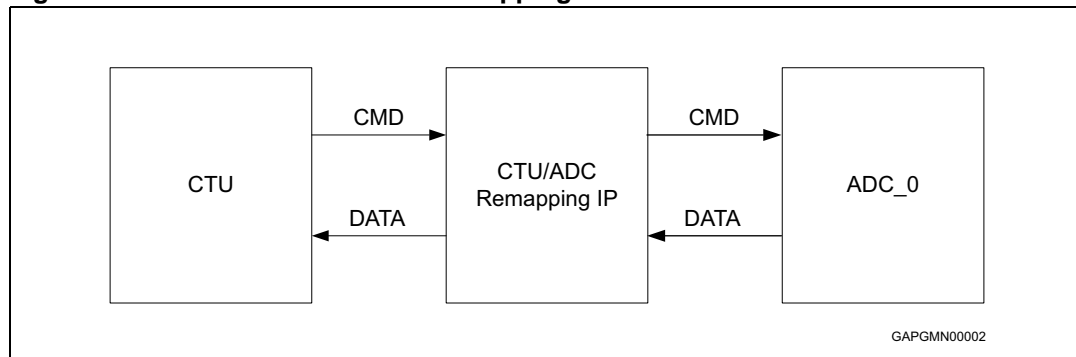 CMD
CMD
CTU
CTU/ADC
Remapping IP
ADC_0
DATA
DATA
GAPGMN00002